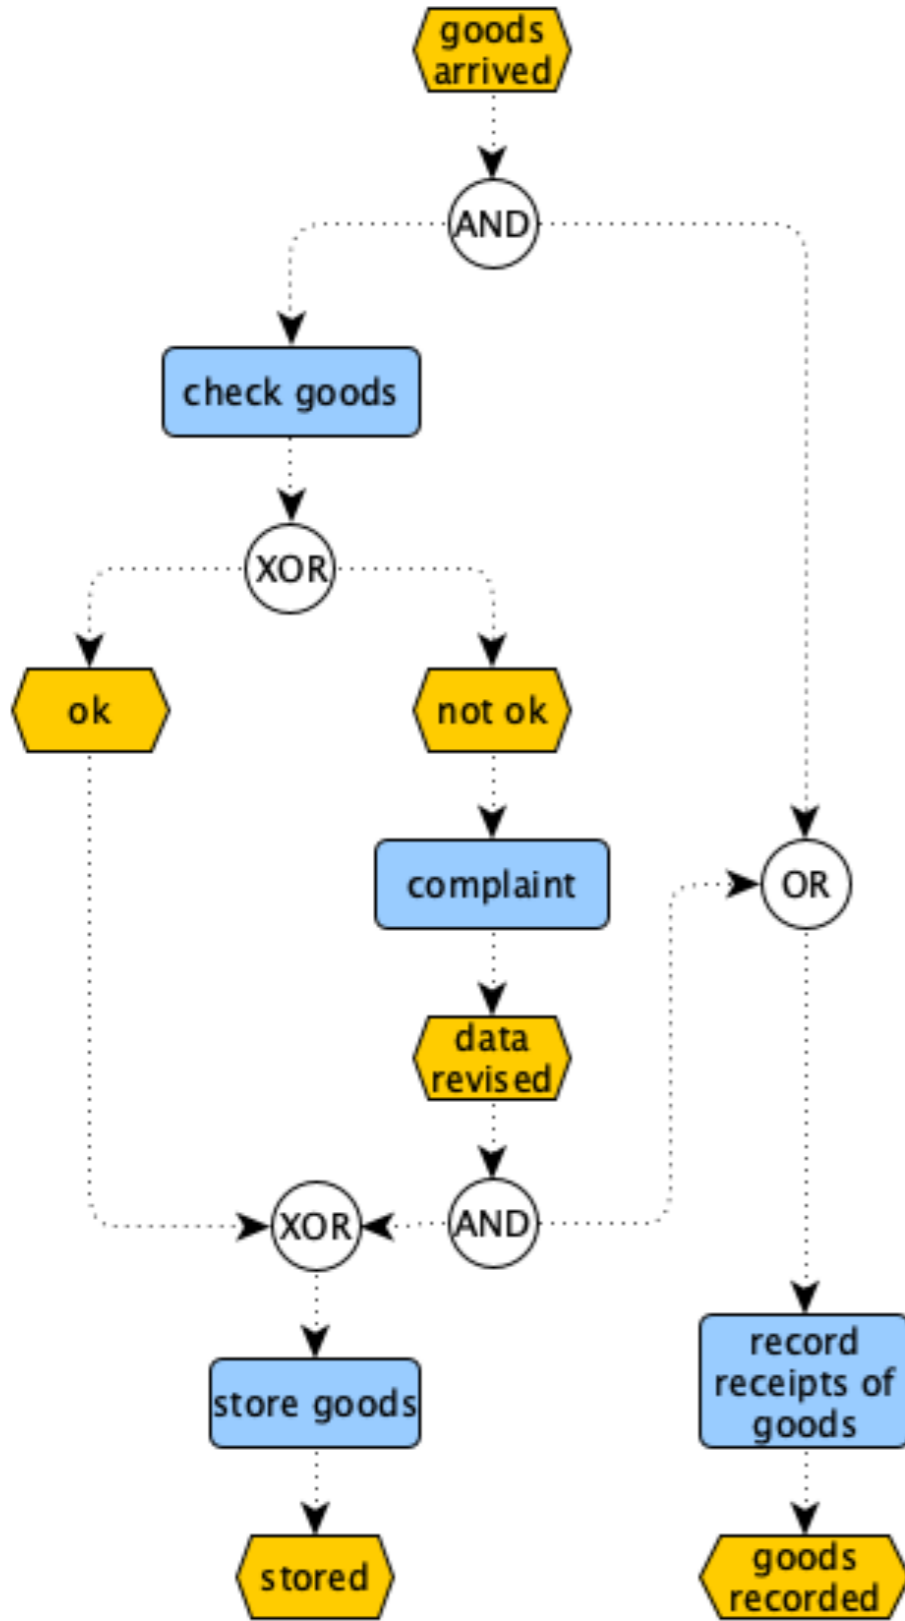 goods
arrived
AND
check goods
XOR
ok
not ok
complaint
OR
data
revised
XOR
AND
store goods
record
receipts of
goods
stored
goods
recorded